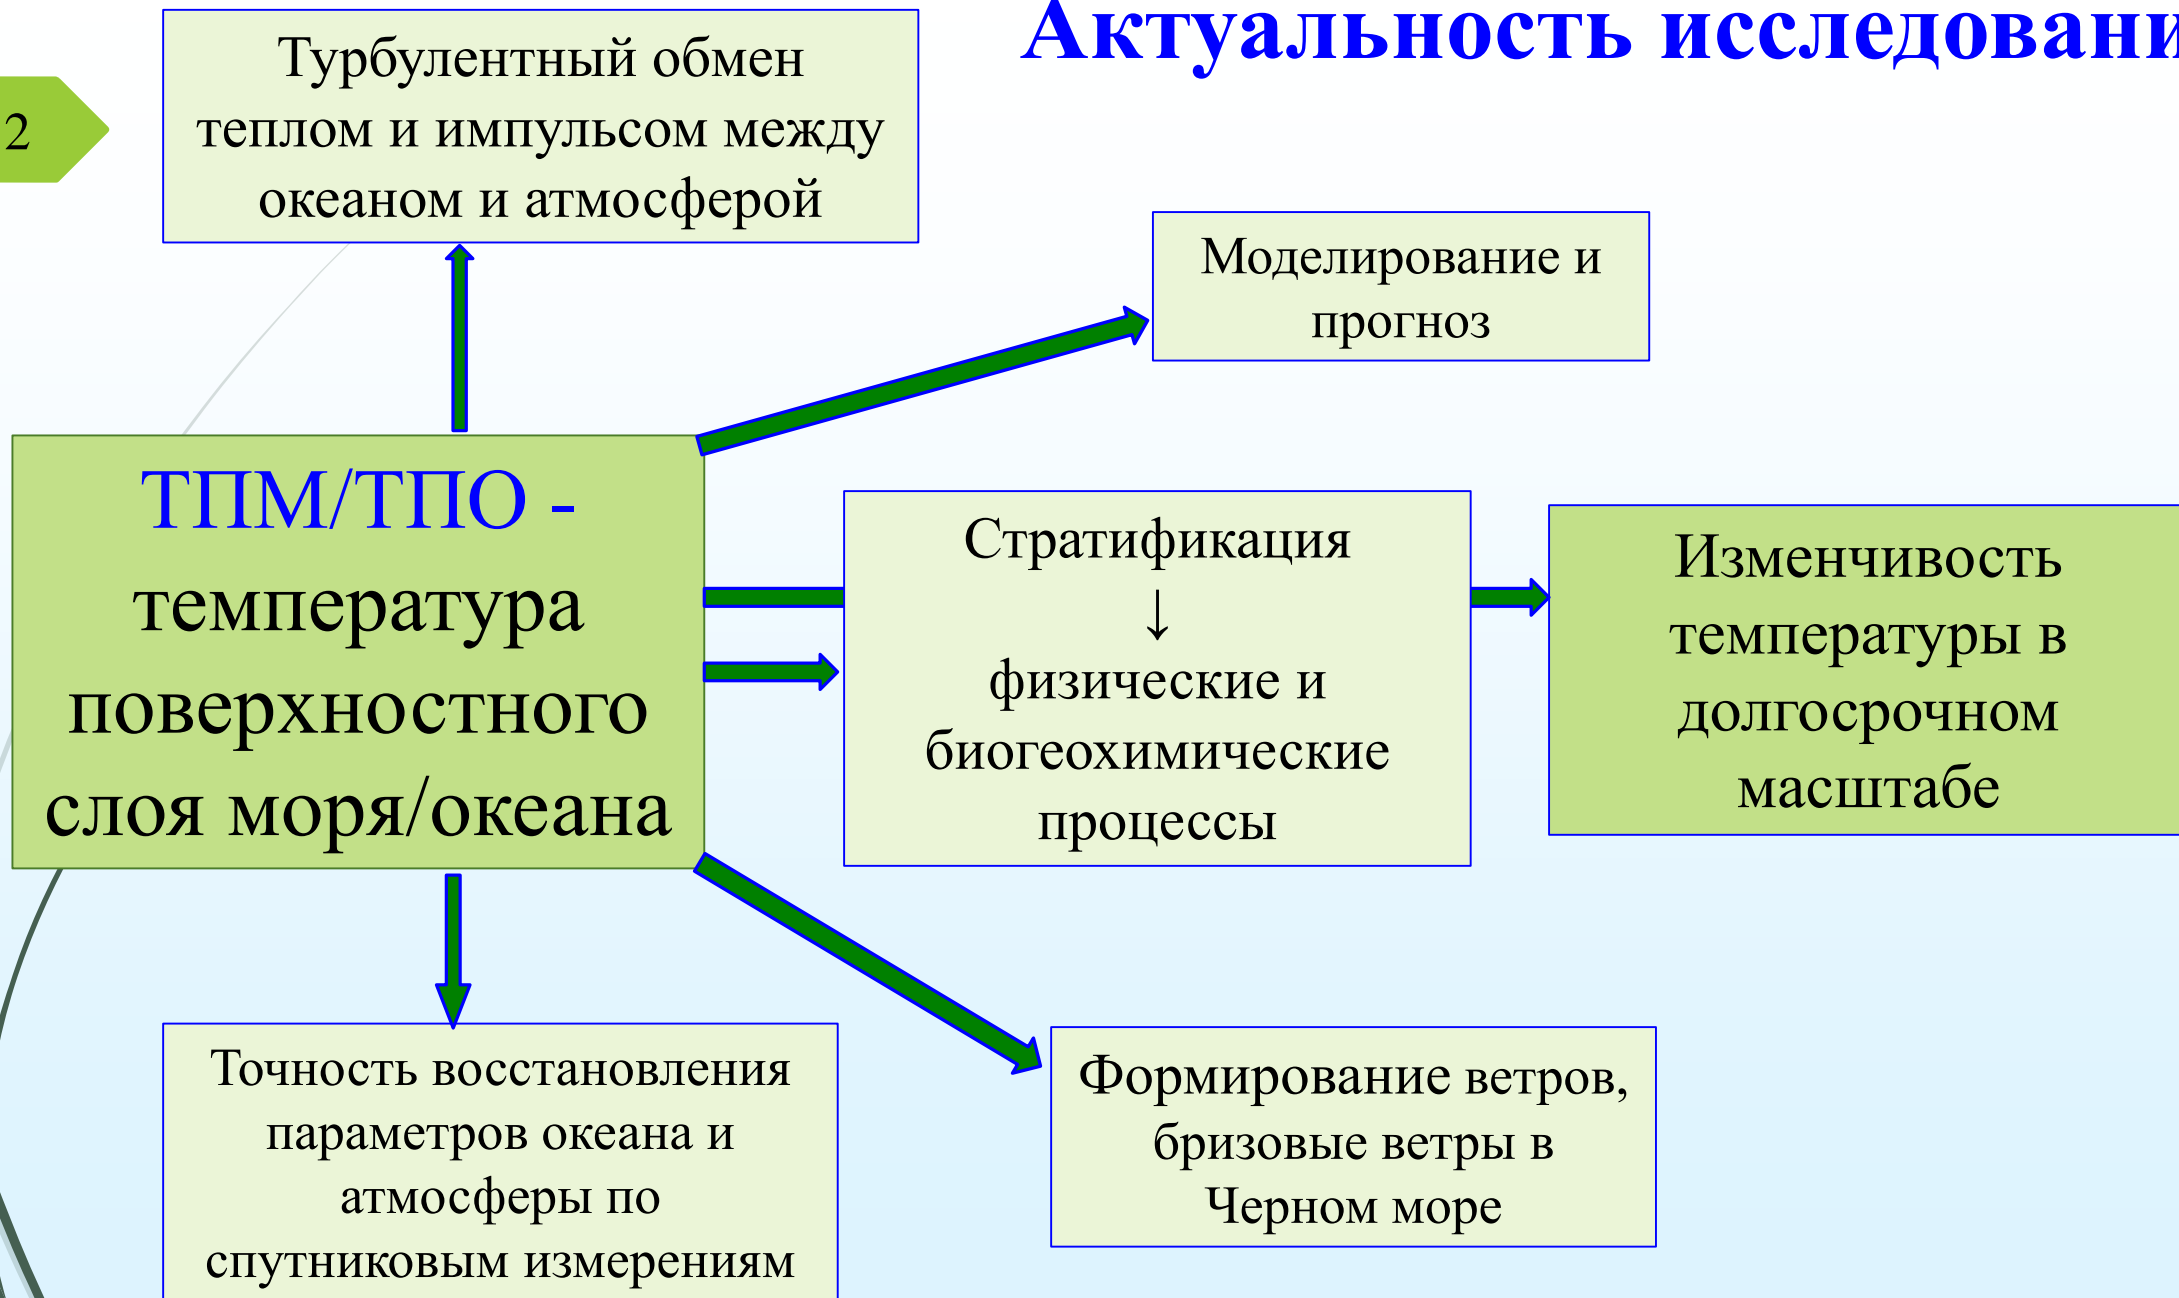 Актуальность исследовани
2
Турбулентный обмен
теплом и импульсом между
океаном и атмосферой
Моделирование и
прогноз
ТПМ/ТПО -
температура
поверхностного
слоя моря/океана
Стратификация
↓
физические и
биогеохимические
процессы
Изменчивость
температуры в
долгосрочном
масштабе
Точность восстановления
параметров океана и
атмосферы по
спутниковым измерениям
Формирование ветров,
бризовые ветры в
Черном море